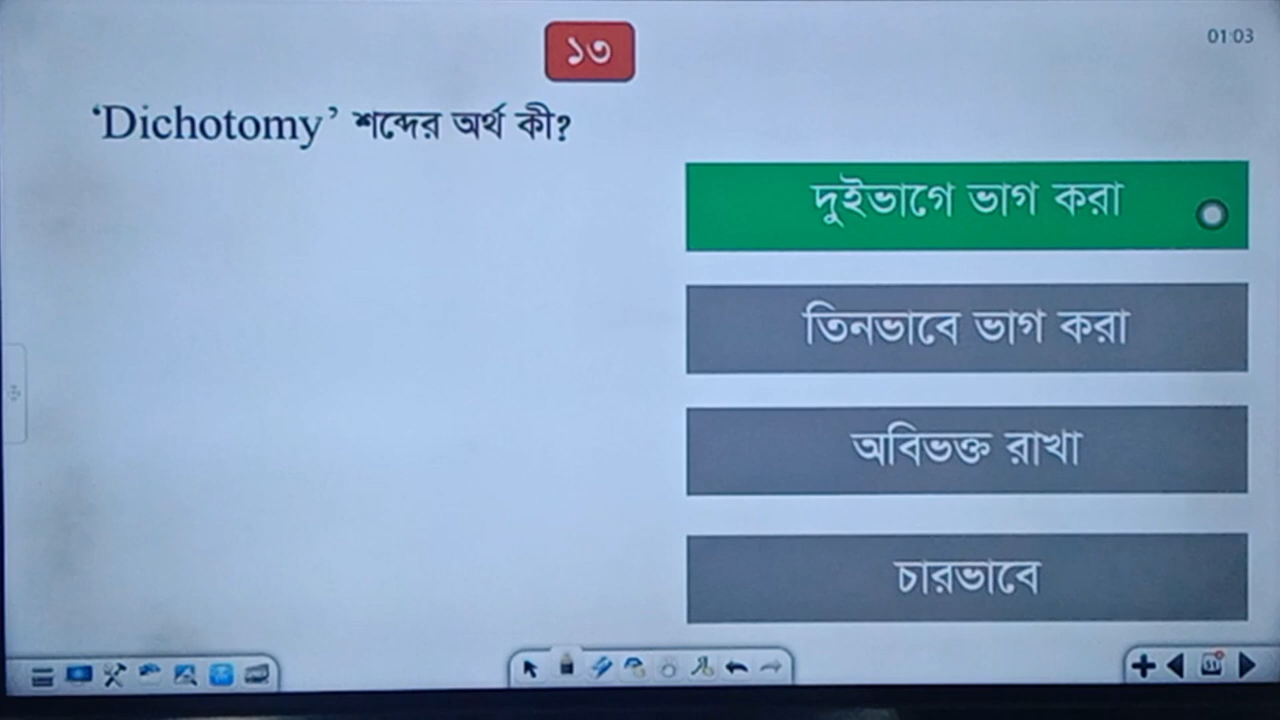 ১৩
01:03
‘Dichotomy’ শব্দের অর্থ কী?
দুইভাগে ভাগ করা
তিনভাবে ভাগ করা
অবিভক্ত রাখা
চারভাবে